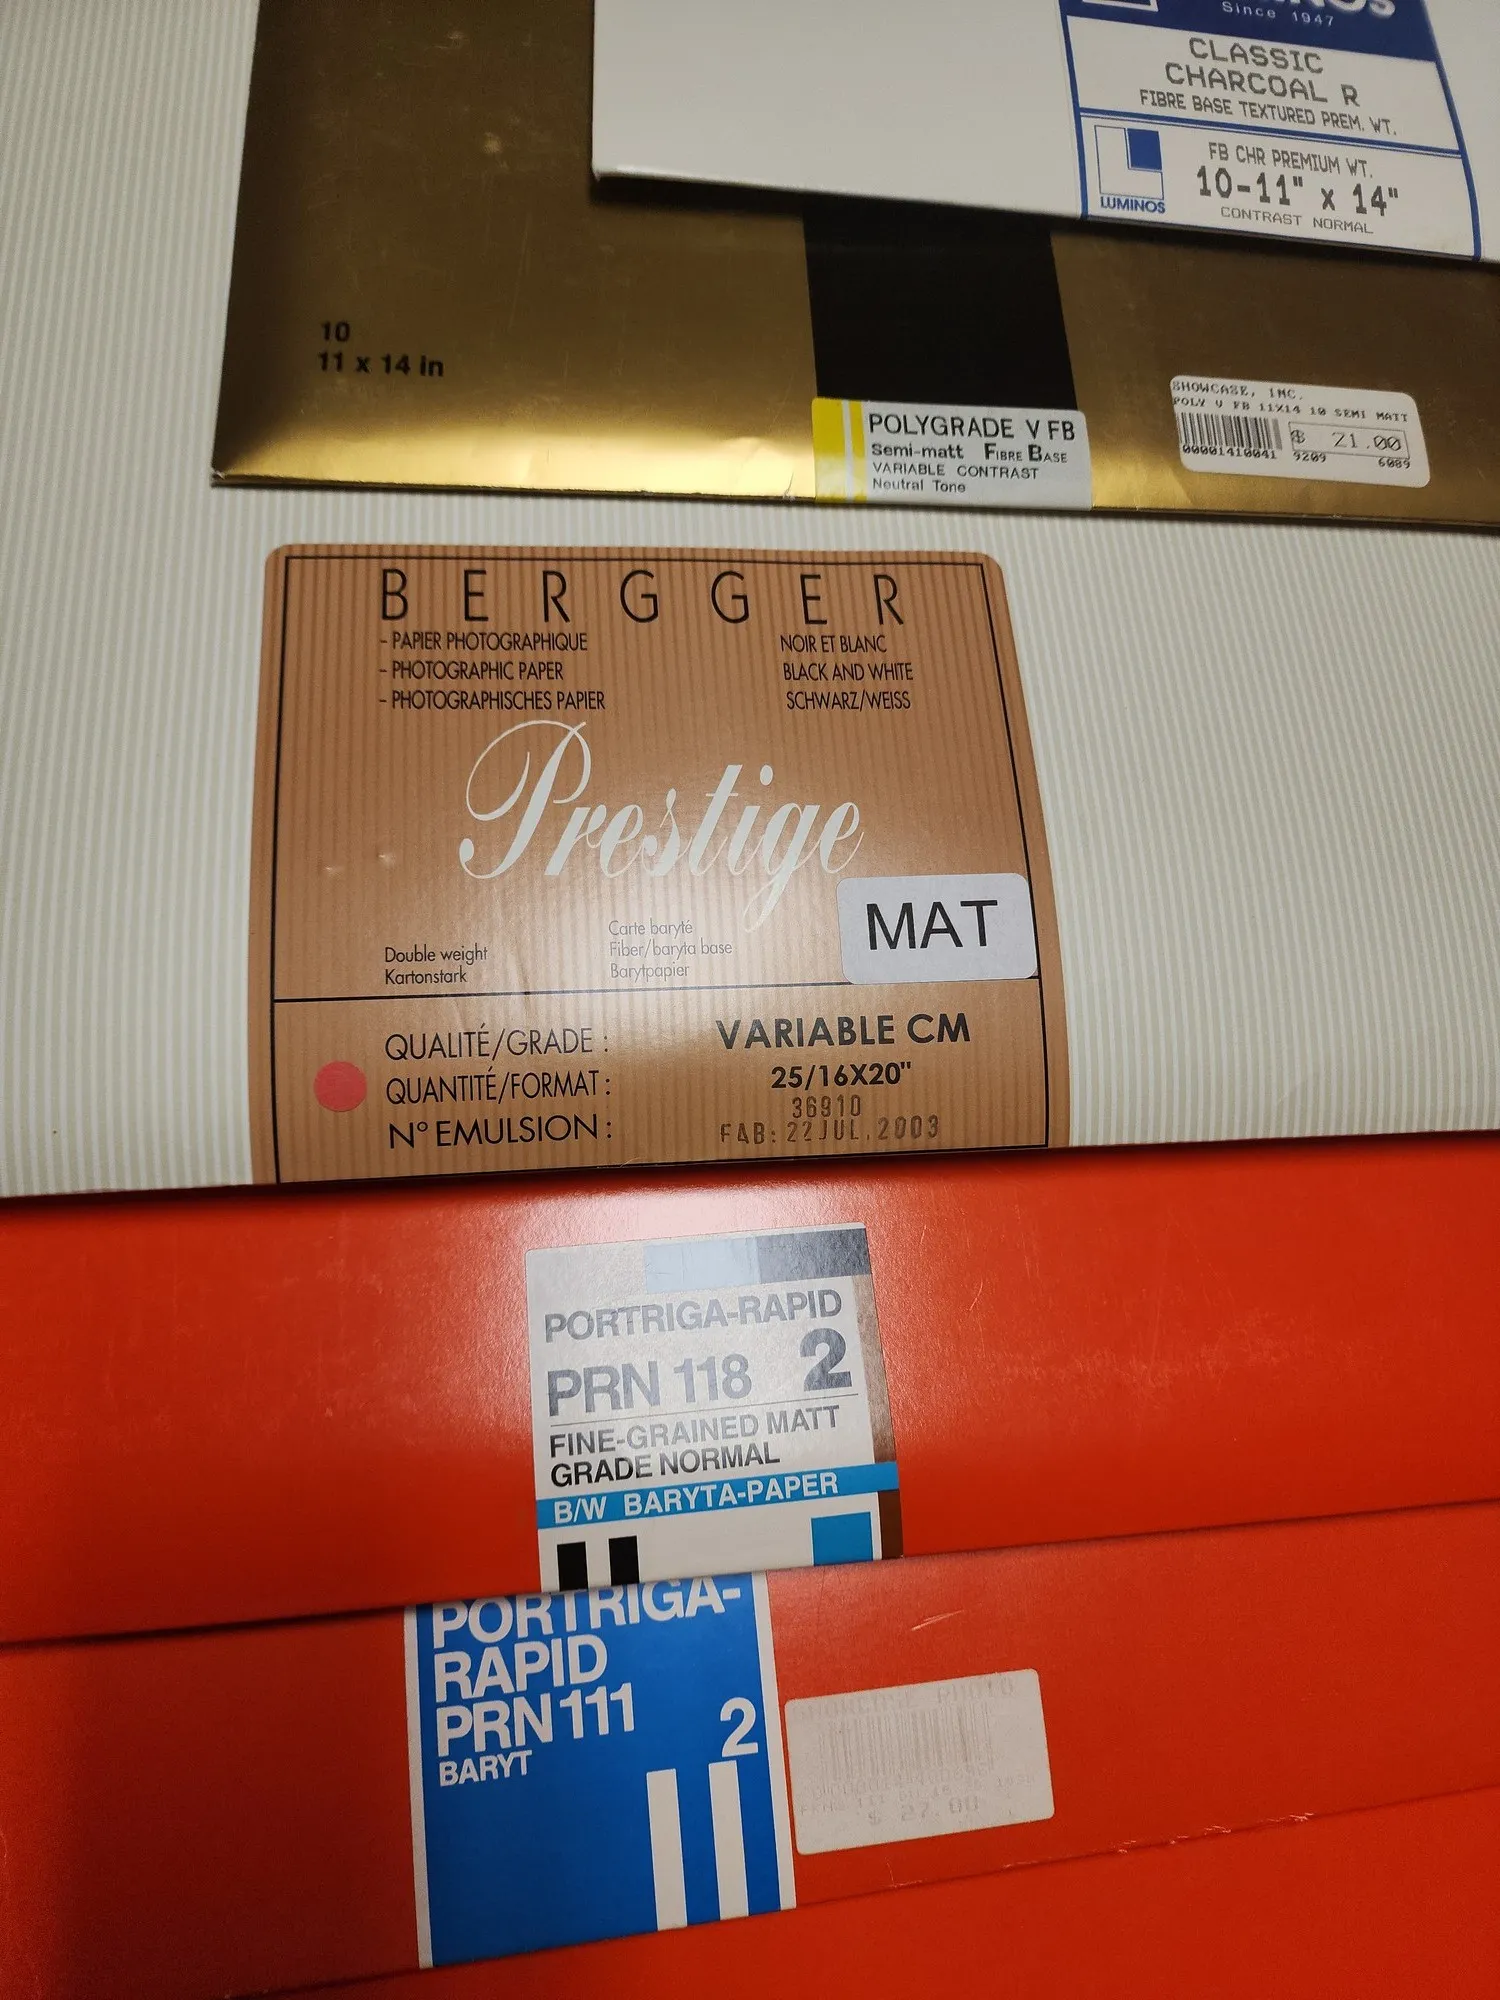 Since 1947
CLASSIC
CHARCOAL R
FIBRE BASE TEXTURED PREM. WT.
FB CHR PREMIUM WT.
10-11" x 14"
CONTRAST NORMAL
LUMINOS
10
11 x 14 in
POLYGRADE V FB
Semi-matt FIBRE BASE
VARIABLE CONTRAST
Neutral Tone
SHOWCASE, INC.
POLY V FB 11X14 10 SEMI MATT
$ 21.00
00001410041 9209 6089
BERGGER
- PAPIER PHOTOGRAPHIQUE NOIR ET BLANC
- PHOTOGRAPHIC PAPER BLACK AND WHITE
- PHOTOGRAPHISCHES PAPIER SCHWARZ/WEISS
Prestige
MAT
Double weight
Kartonstark
Carte baryté
Fiber/baryta base
Barytpapier
QUALITÉ/GRADE : VARIABLE CM
QUANTITÉ/FORMAT : 25/16X20"
N° EMULSION : 36910
FAB: 22 JUL. 2003
PORTRIGA-RAPID
PRN 118 2
FINE-GRAINED MATT
GRADE NORMAL
B/W BARYTA-PAPER
PORTRIGA-
RAPID
PRN 111 2
BARYT
SHOWCASE PHOTO
$ 27.00